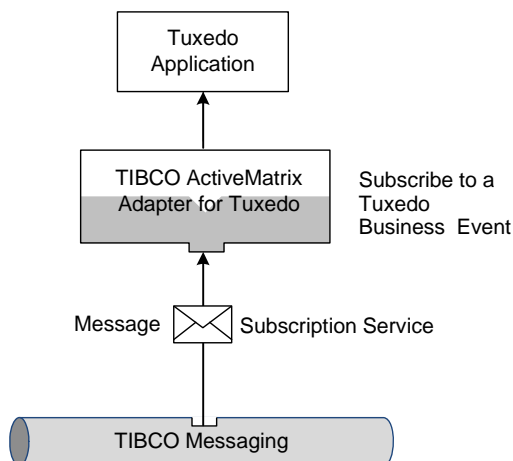 Tuxedo
Application
TIBCO ActiveMatrix
Adapter for Tuxedo
Subscribe to a
Tuxedo
Business Event
Message
Subscription Service
TIBCO Messaging